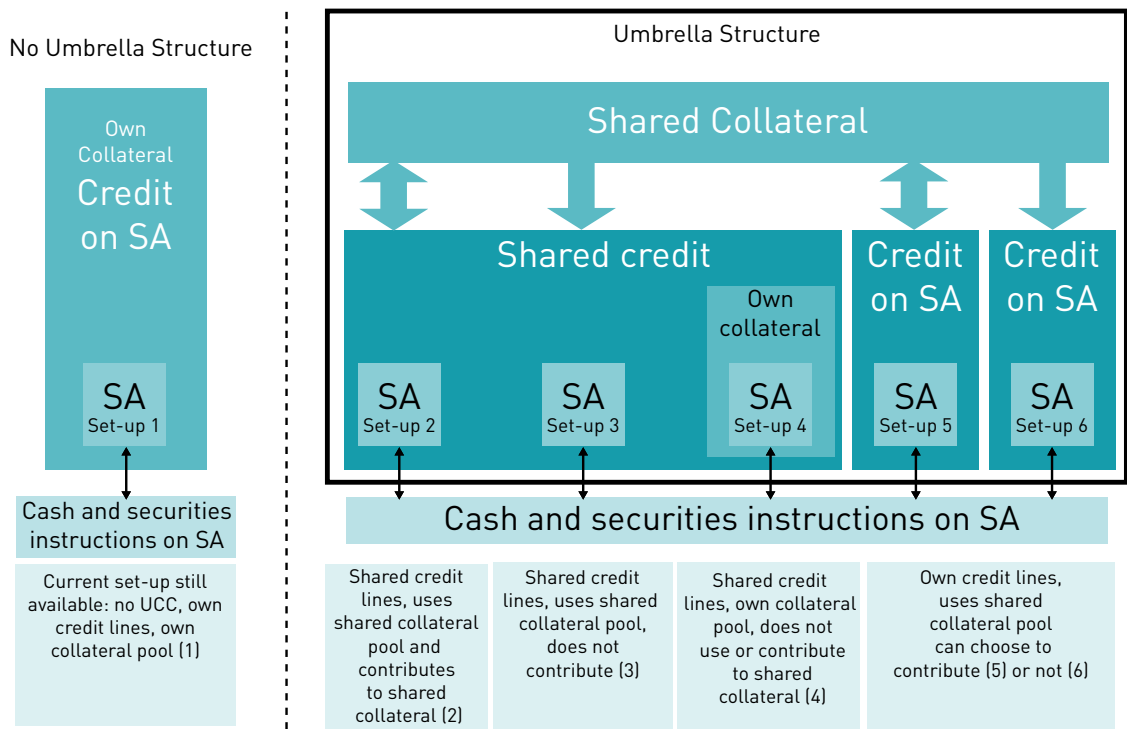 No Umbrella Structure
Own
Collateral
Credit
on SA
SA
Set-up 1
Cash and securities
instructions on SA
Current set-up still
available: no UCC, own
credit lines, own
collateral pool (1)
Umbrella Structure
Shared Collateral
Shared credit
Own
collateral
SA
Set-up 2
SA
Set-up 3
SA
Set-up 4
Credit
on SA
SA
Set-up 5
Credit
on SA
SA
Set-up 6
Cash and securities instructions on SA
Shared credit
lines, uses
shared collateral
pool and
contributes
to shared
collateral (2)
Shared credit
lines, uses shared
collateral pool,
does not
contribute (3)
Shared credit
lines, own collateral
pool, does not
use or contribute
to shared
collateral (4)
Own credit lines,
uses shared
collateral pool
can choose to
contribute (5) or not (6)